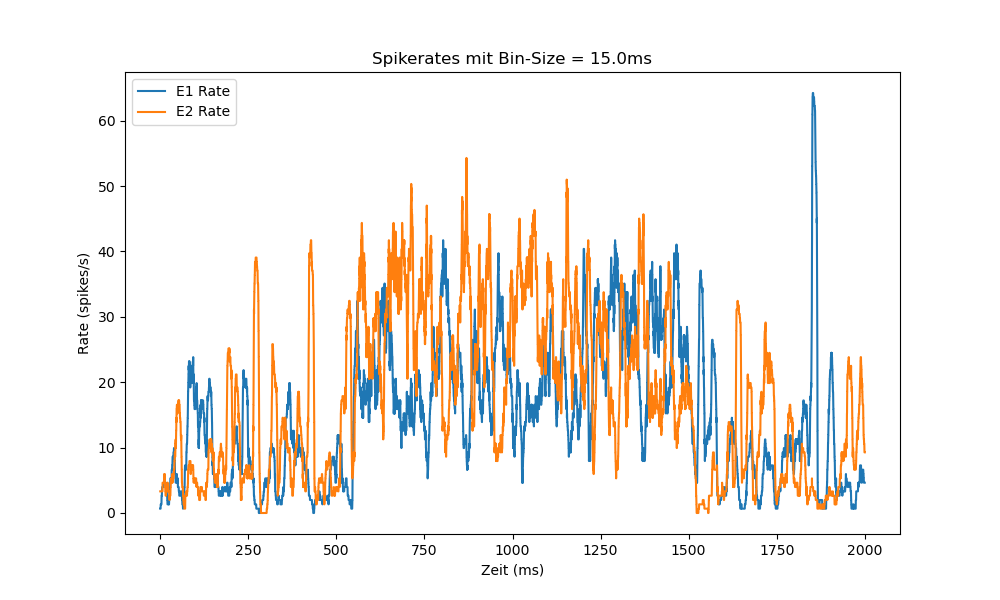 Spikerates mit Bin-Size = 15.0ms
E1 Rate
E2 Rate
Rate (spikes/s)
60
50
40
30
20
10
0
0 250 500 750 1000 1250 1500 1750 2000
Zeit (ms)